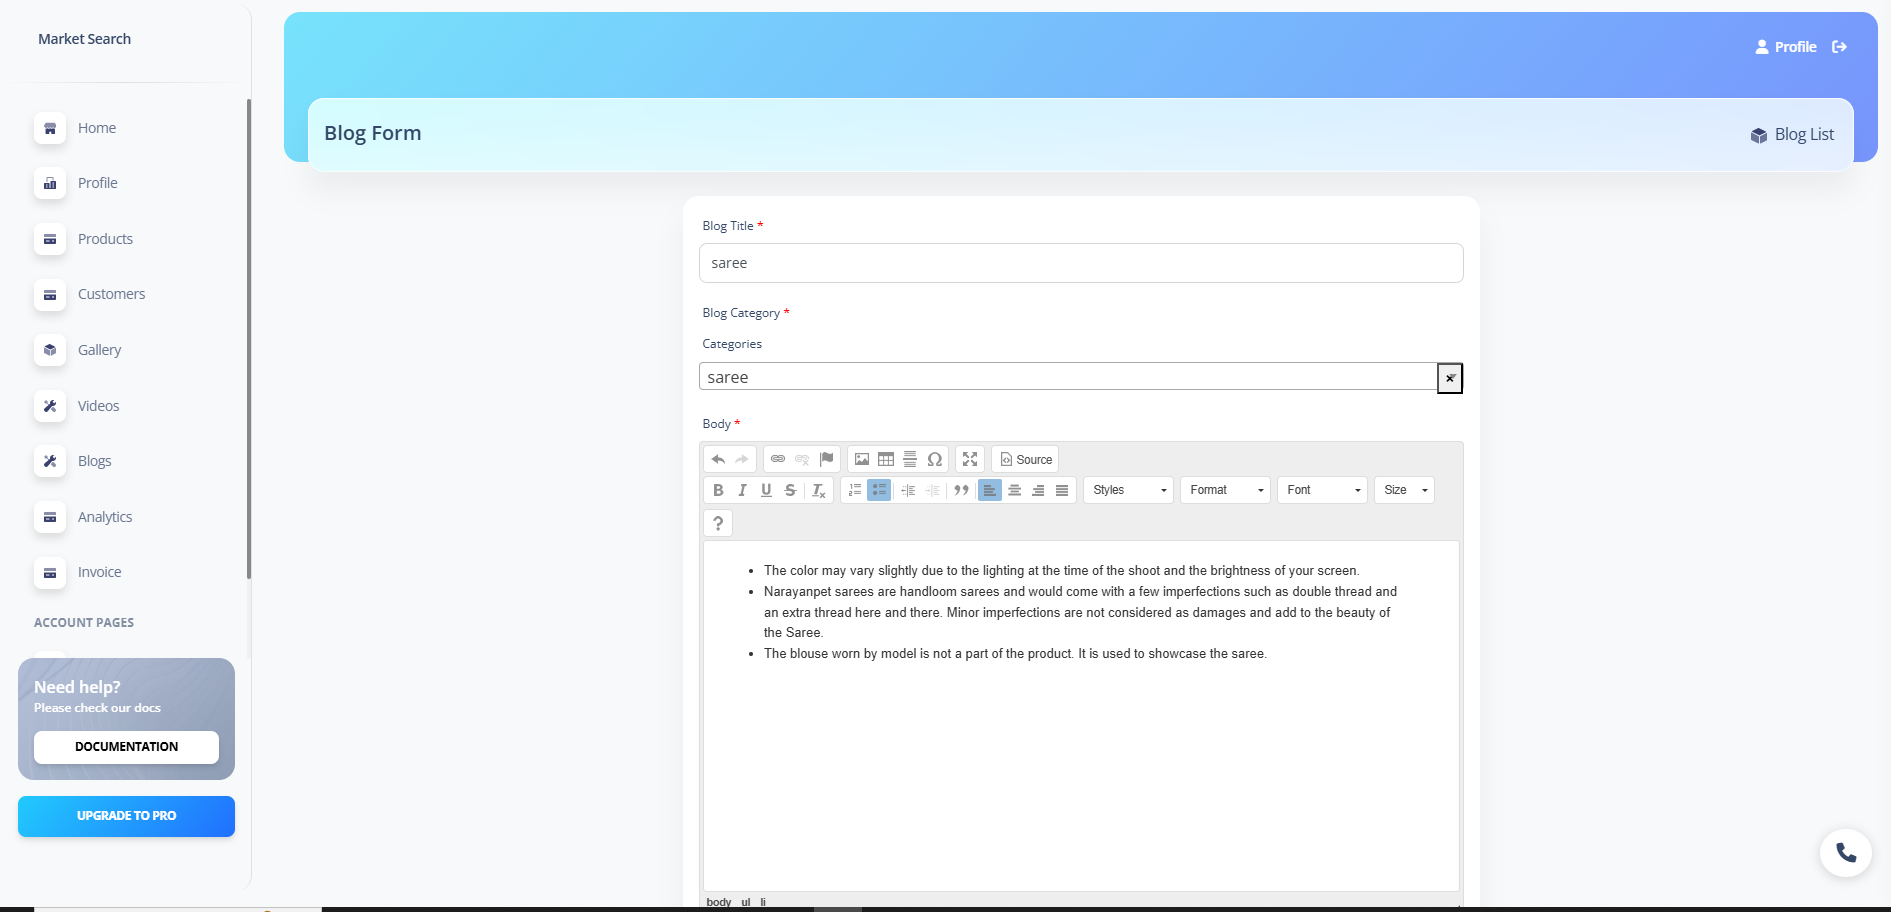 Market Search
Home
Profile
Products
Customers
Gallery
Videos
Blogs
Analytics
Invoice
ACCOUNT PAGES
Need help?
Please check our docs
DOCUMENTATION
UPGRADE TO PRO
Profile
Blog Form
Blog List
Blog Title *
saree
Blog Category *
Categories
saree
Body *
Source
B I U S Tx
Styles Format Font Size
?
• The color may vary slightly due to the lighting at the time of the shoot and the brightness of your screen.
• Narayanpet sarees are handloom sarees and would come with a few imperfections such as double thread and
an extra thread here and there. Minor imperfections are not considered as damages and add to the beauty of
the Saree.
• The blouse worn by model is not a part of the product. It is used to showcase the saree.
body ul li